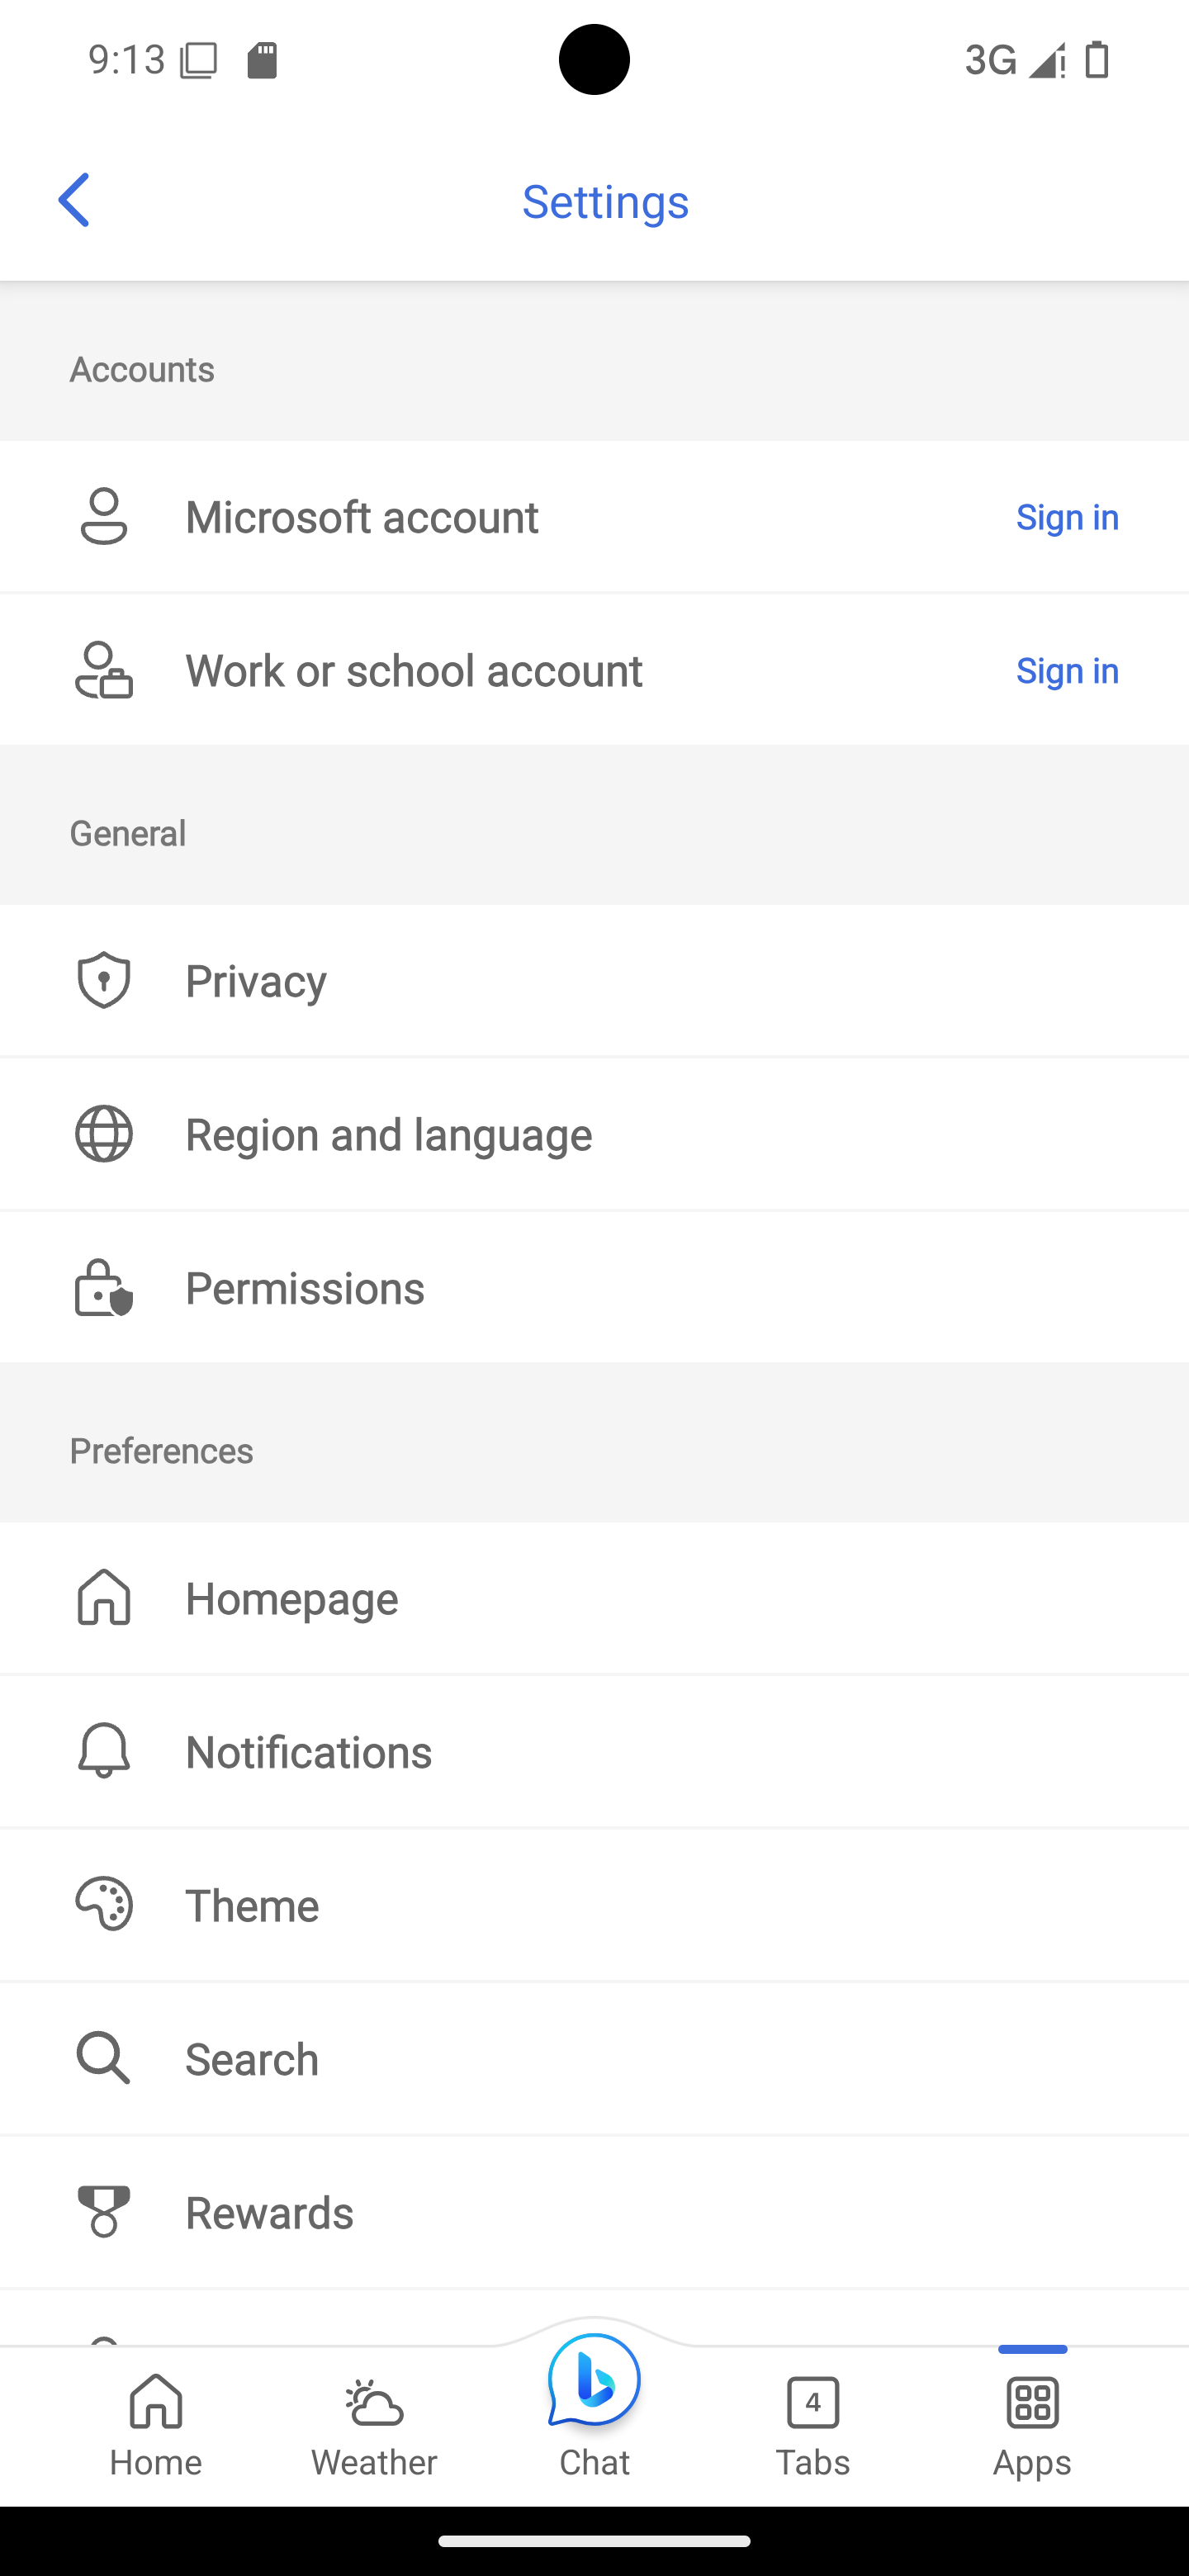 9:13
3G
Settings
Accounts
Microsoft account Sign in
Work or school account Sign in
General
Privacy
Region and language
Permissions
Preferences
Homepage
Notifications
Theme
Search
Rewards
4
Home Weather Chat Tabs Apps